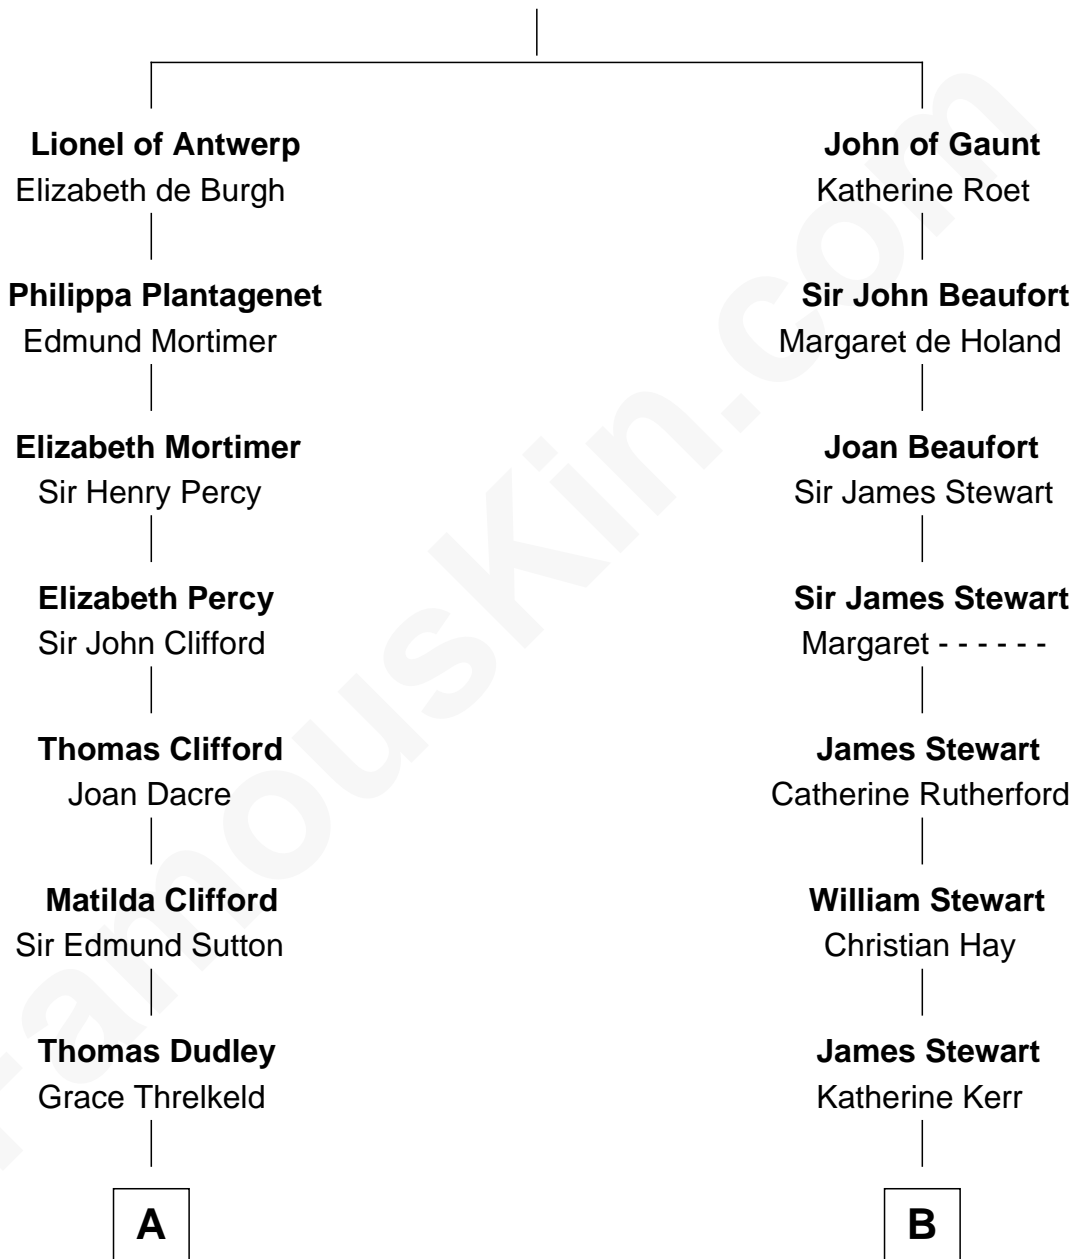 Lionel of Antwerp
Elizabeth de Burgh
Philippa Plantagenet
Edmund Mortimer
Elizabeth Mortimer
Sir Henry Percy
Elizabeth Percy
Sir John Clifford
Thomas Clifford
Joan Dacre
Matilda Clifford
Sir Edmund Sutton
Thomas Dudley
Grace Threlkeld
A
John of Gaunt
Katherine Roet
Sir John Beaufort
Margaret de Holand
Joan Beaufort
Sir James Stewart
Sir James Stewart
Margaret - - - - - -
James Stewart
Catherine Rutherford
William Stewart
Christian Hay
James Stewart
Katherine Kerr
B
FamousKin.com